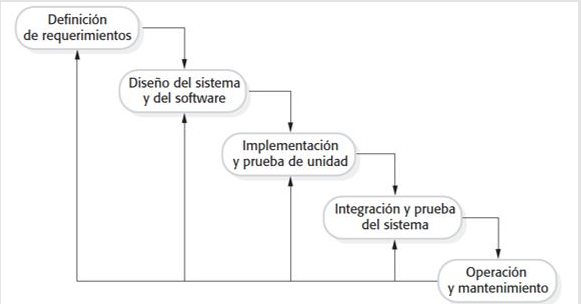 Definición
de requerimientos
Diseño del sistema
y del software
Implementación
y prueba de unidad
Integración y prueba
del sistema
Operación
y mantenimiento